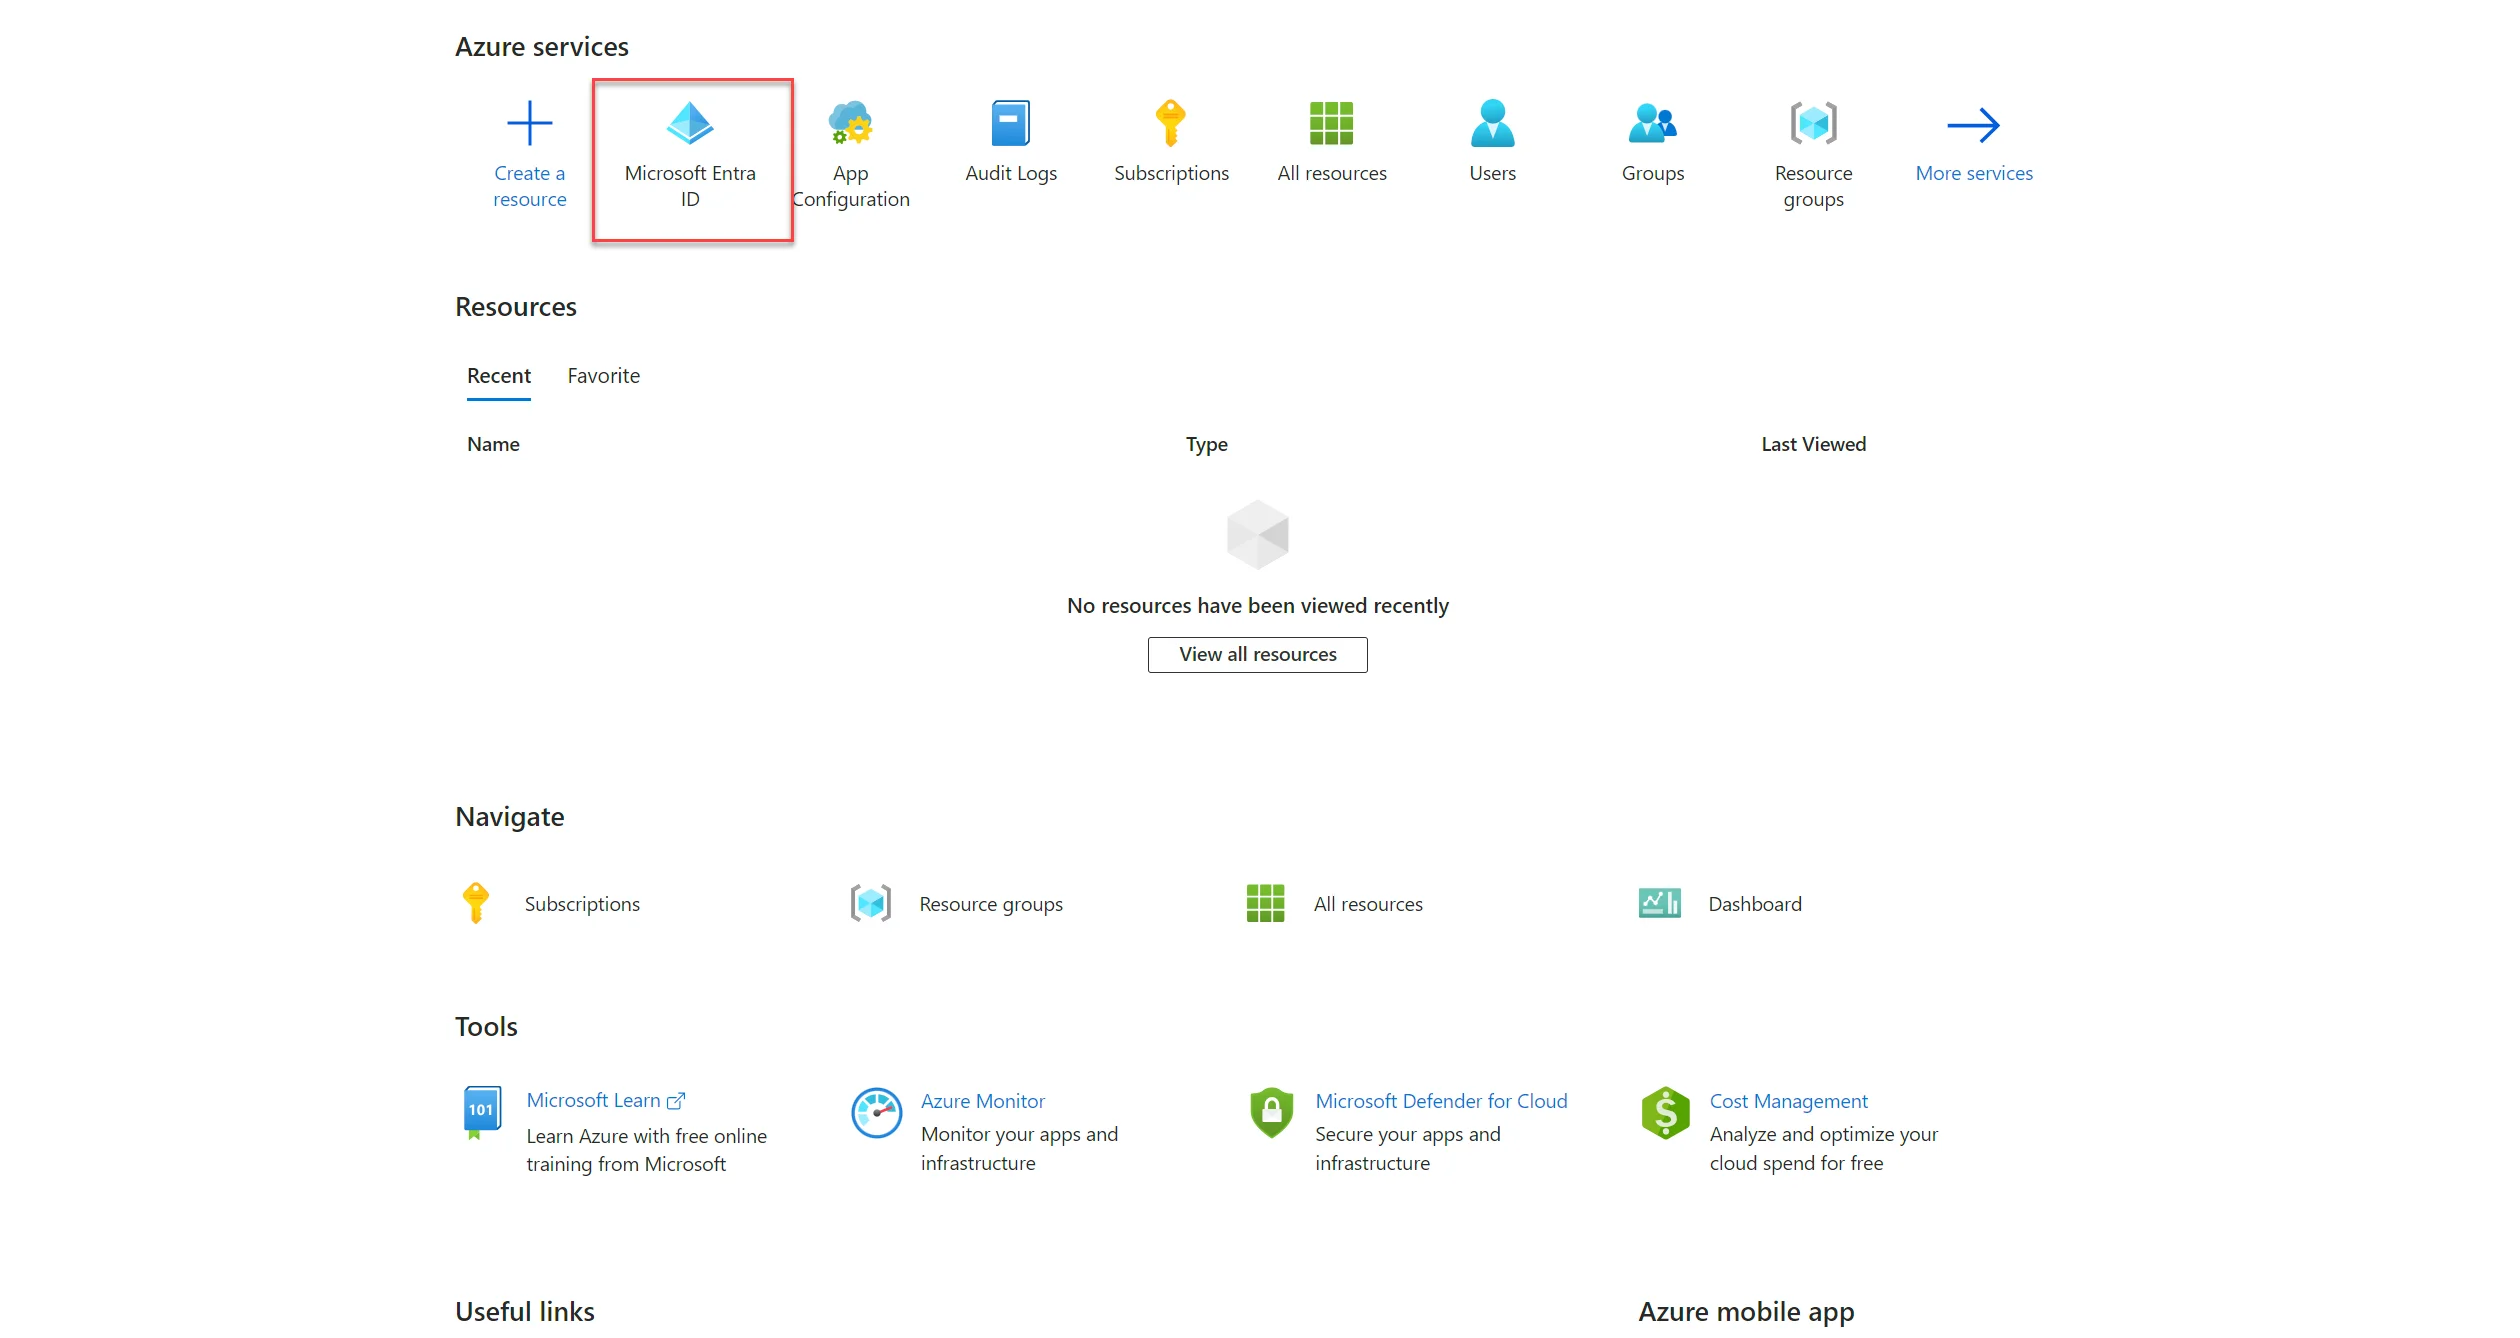 Azure services
Create a
resource
Microsoft Entra
ID
App
Configuration
Audit Logs
Subscriptions
All resources
Users
Groups
Resource
groups
More services
Resources
Recent
Favorite
Name
Type
Last Viewed
No resources have been viewed recently
View all resources
Navigate
Subscriptions
Resource groups
All resources
Dashboard
Tools
101
Microsoft Learn
Learn Azure with free online
training from Microsoft
Azure Monitor
Monitor your apps and
infrastructure
Microsoft Defender for Cloud
Secure your apps and
infrastructure
$
Cost Management
Analyze and optimize your
cloud spend for free
Useful links
Azure mobile app